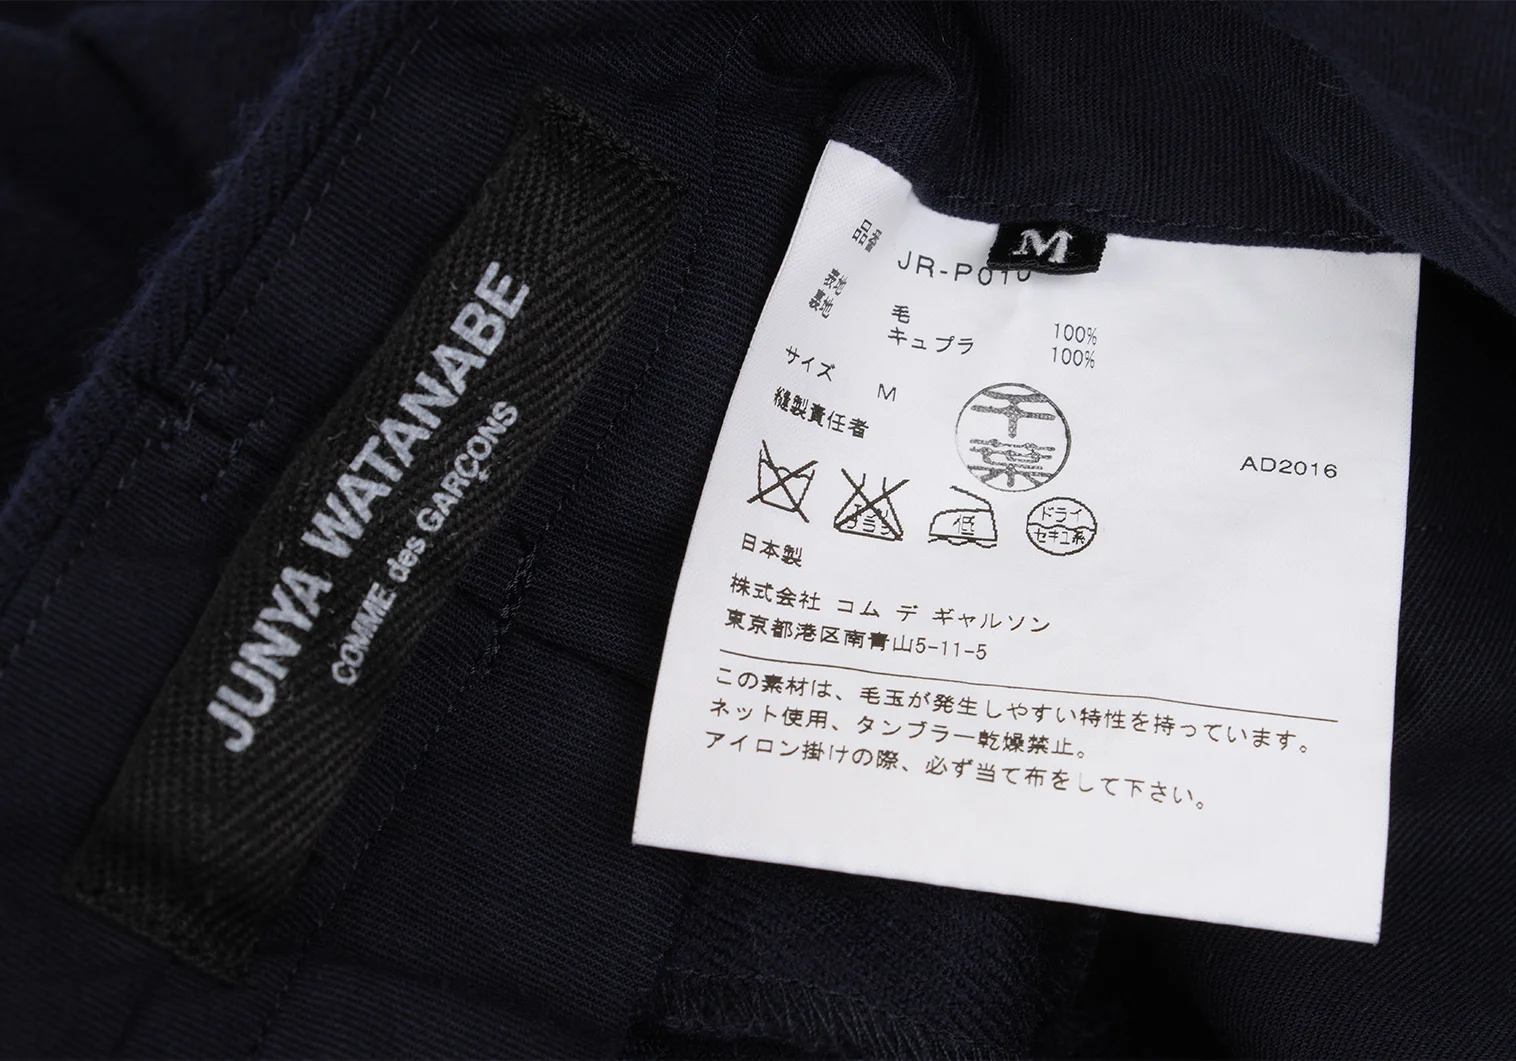 JUNYA WATANABE
COMME des GARÇONS
M
品番 JR-P010
表地 毛 100%
裏地 キュプラ 100%
サイズ M
縫製責任者 千葉
AD2016
低 ドライ セキユ系
日本製
株式会社 コム デ ギャルソン
東京都港区南青山5-11-5
この素材は、毛玉が発生しやすい特性を持っています。
ネット使用、タンブラー乾燥禁止。
アイロン掛けの際、必ず当て布をして下さい。